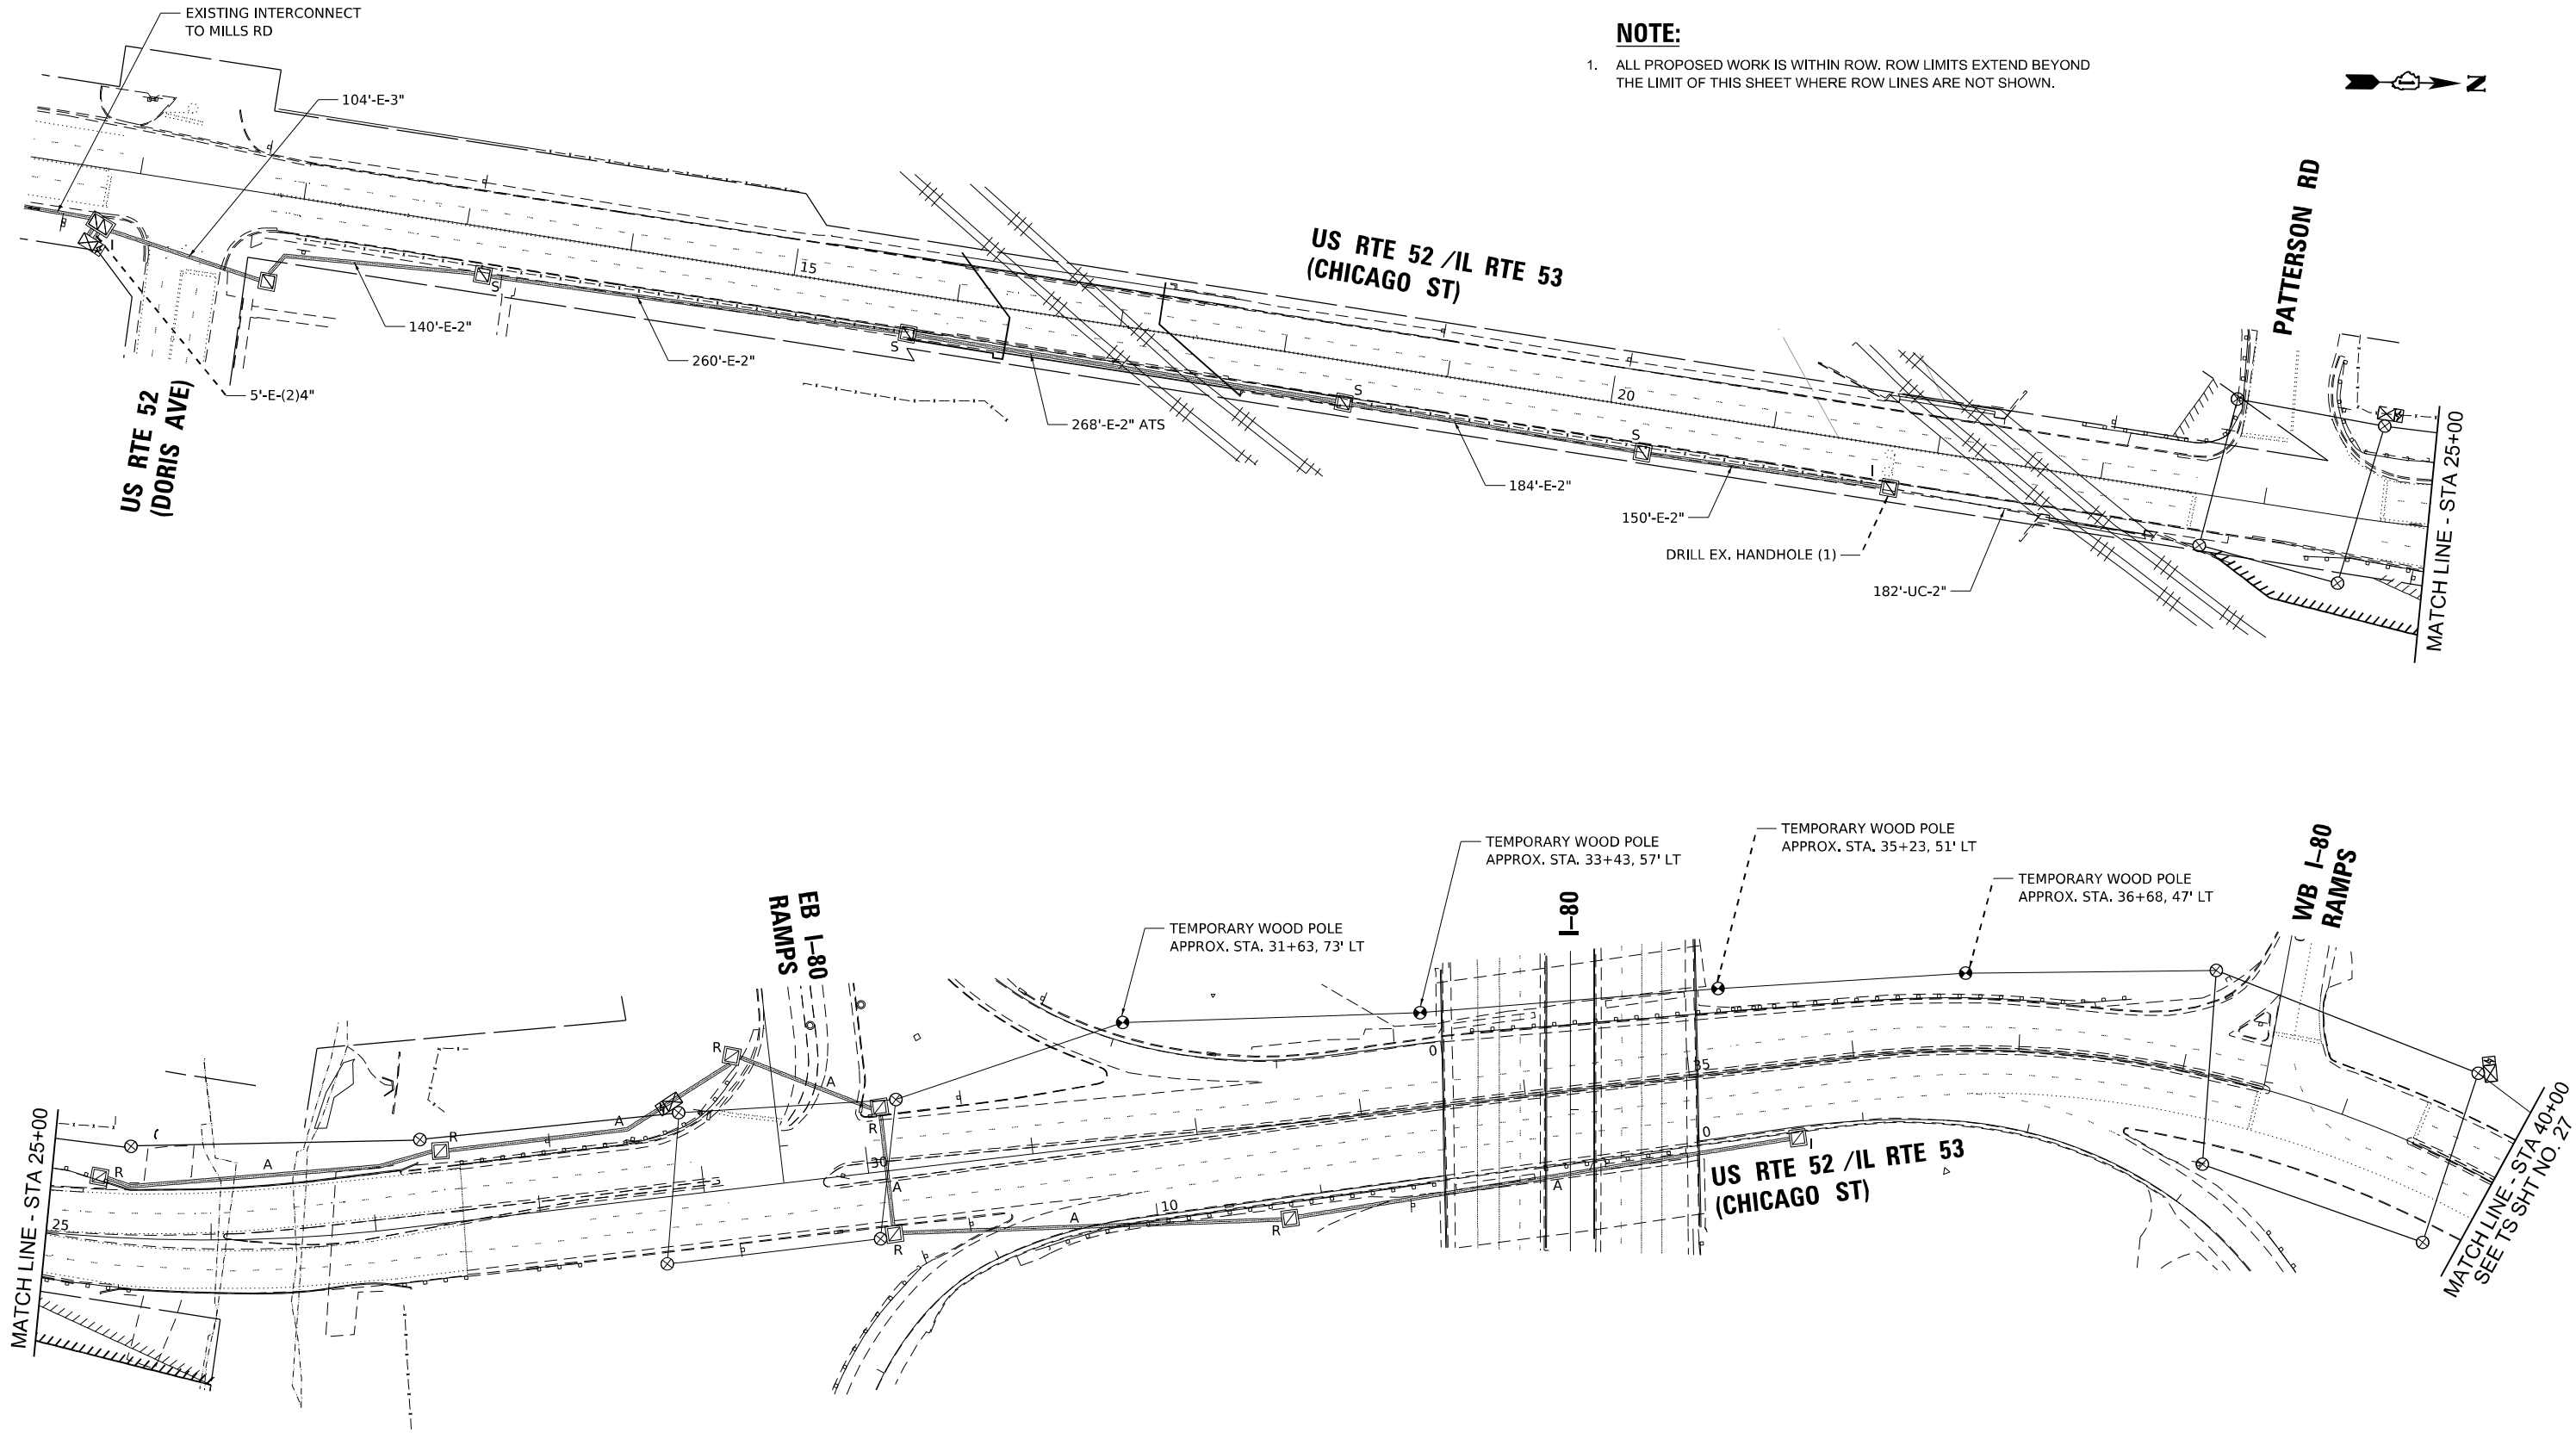 EXISTING INTERCONNECT
TO MILLS RD
NOTE:
1. ALL PROPOSED WORK IS WITHIN ROW. ROW LIMITS EXTEND BEYOND
THE LIMIT OF THIS SHEET WHERE ROW LINES ARE NOT SHOWN.
N
104'-E-3"
I
140'-E-2"
S
15
260'-E-2"
S
5'-E-(2)4"
US RTE 52
(DORIS AVE)
268'-E-2" ATS
US RTE 52 /IL RTE 53
(CHICAGO ST)
S
20
184'-E-2"
S
150'-E-2"
I
DRILL EX. HANDHOLE (1)
182'-UC-2"
PATTERSON RD
MATCH LINE - STA 25+00
MATCH LINE - STA 25+00
25
R
A
R
A
R
A
EB I-80
RAMPS
R
30
A
R
A
10
R
A
I
TEMPORARY WOOD POLE
APPROX. STA. 31+63, 73' LT
TEMPORARY WOOD POLE
APPROX. STA. 33+43, 57' LT
I-80
TEMPORARY WOOD POLE
APPROX. STA. 35+23, 51' LT
TEMPORARY WOOD POLE
APPROX. STA. 36+68, 47' LT
0
35
0
US RTE 52 /IL RTE 53
(CHICAGO ST)
WB I-80
RAMPS
MATCH LINE - STA 40+00
SEE TS SHT NO. 27